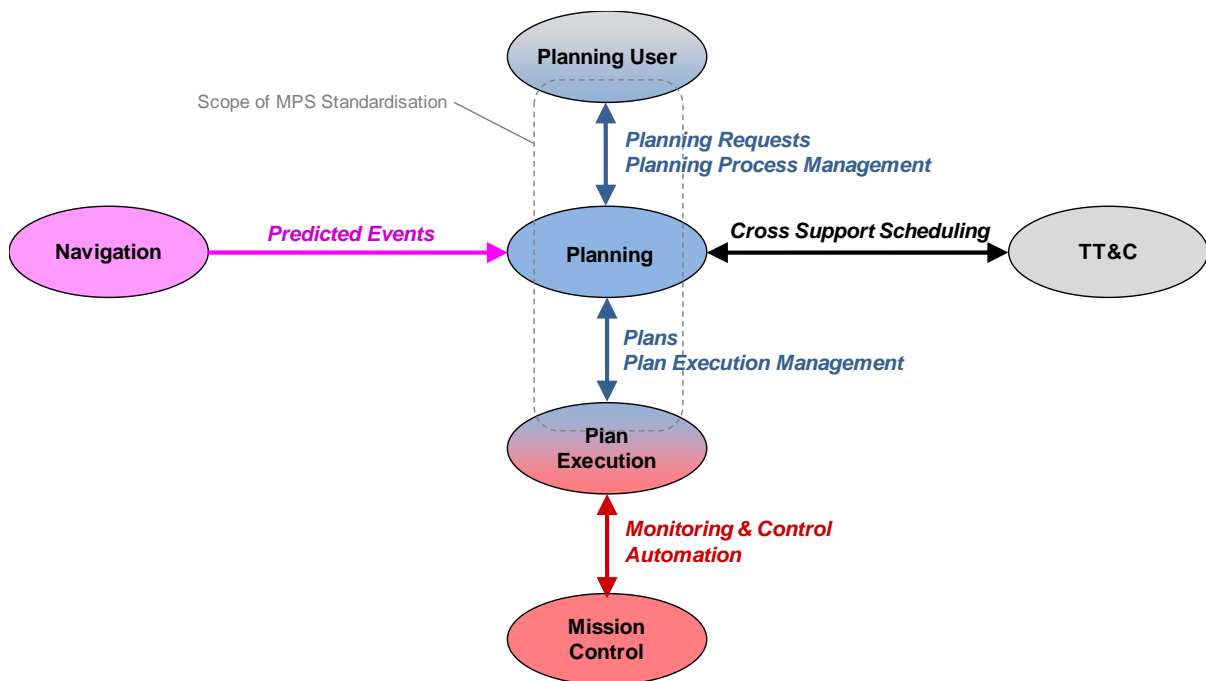 Planning User
Scope of MPS Standardisation
Planning Requests
Planning Process Management
Navigation
Predicted Events
Planning
Cross Support Scheduling
TT&C
Plans
Plan Execution Management
Plan
Execution
Monitoring & Control
Automation
Mission
Control